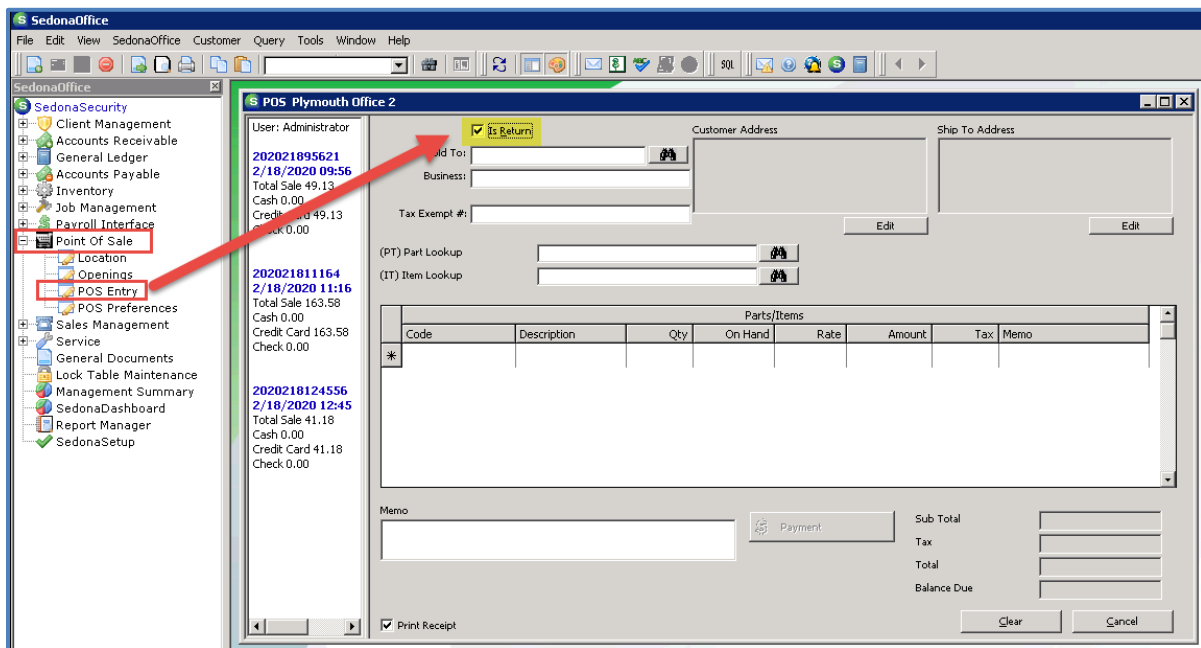 SedonaOffice
File Edit View SedonaOffice Customer Query Tools Window Help
SQL
SedonaOffice
SedonaSecurity
Client Management
Accounts Receivable
General Ledger
Accounts Payable
Inventory
Job Management
Payroll Interface
Point Of Sale
Location
Openings
POS Entry
POS Preferences
Sales Management
Service
General Documents
Lock Table Maintenance
Management Summary
SedonaDashboard
Report Manager
SedonaSetup
POS Plymouth Office 2
User: Administrator
202021895621
2/18/2020 09:56
Total Sale 49.13
Cash 0.00
Credit Card 49.13
Check 0.00
202021811164
2/18/2020 11:16
Total Sale 163.58
Cash 0.00
Credit Card 163.58
Check 0.00
2020218124556
2/18/2020 12:45
Total Sale 41.18
Cash 0.00
Credit Card 41.18
Check 0.00
Is Return
Sold To:
Business:
Tax Exempt #:
Customer Address
Edit
Ship To Address
Edit
(PT) Part Lookup
(IT) Item Lookup
Parts/Items
Code Description Qty On Hand Rate Amount Tax Memo
Memo
Payment
Sub Total
Tax
Total
Balance Due
Print Receipt
Clear Cancel